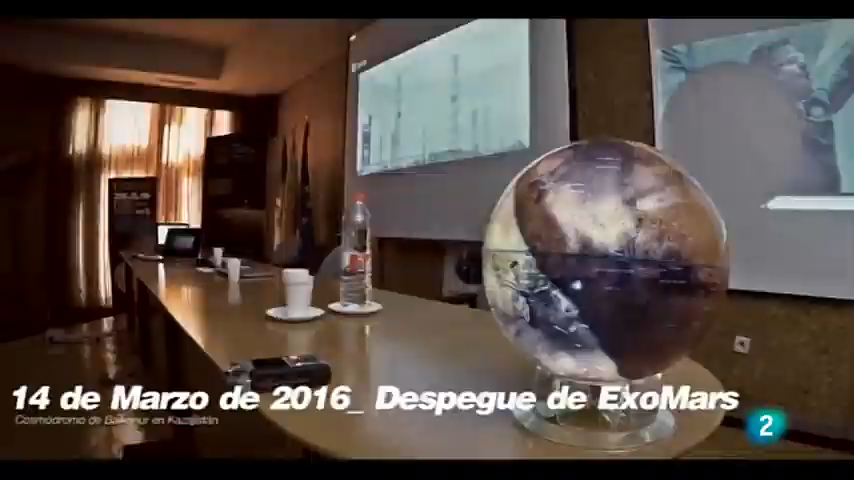 14 de Marzo de 2016_ Despegue de ExoMars
Cosmódromo de Baikonur en Kazajistán
2